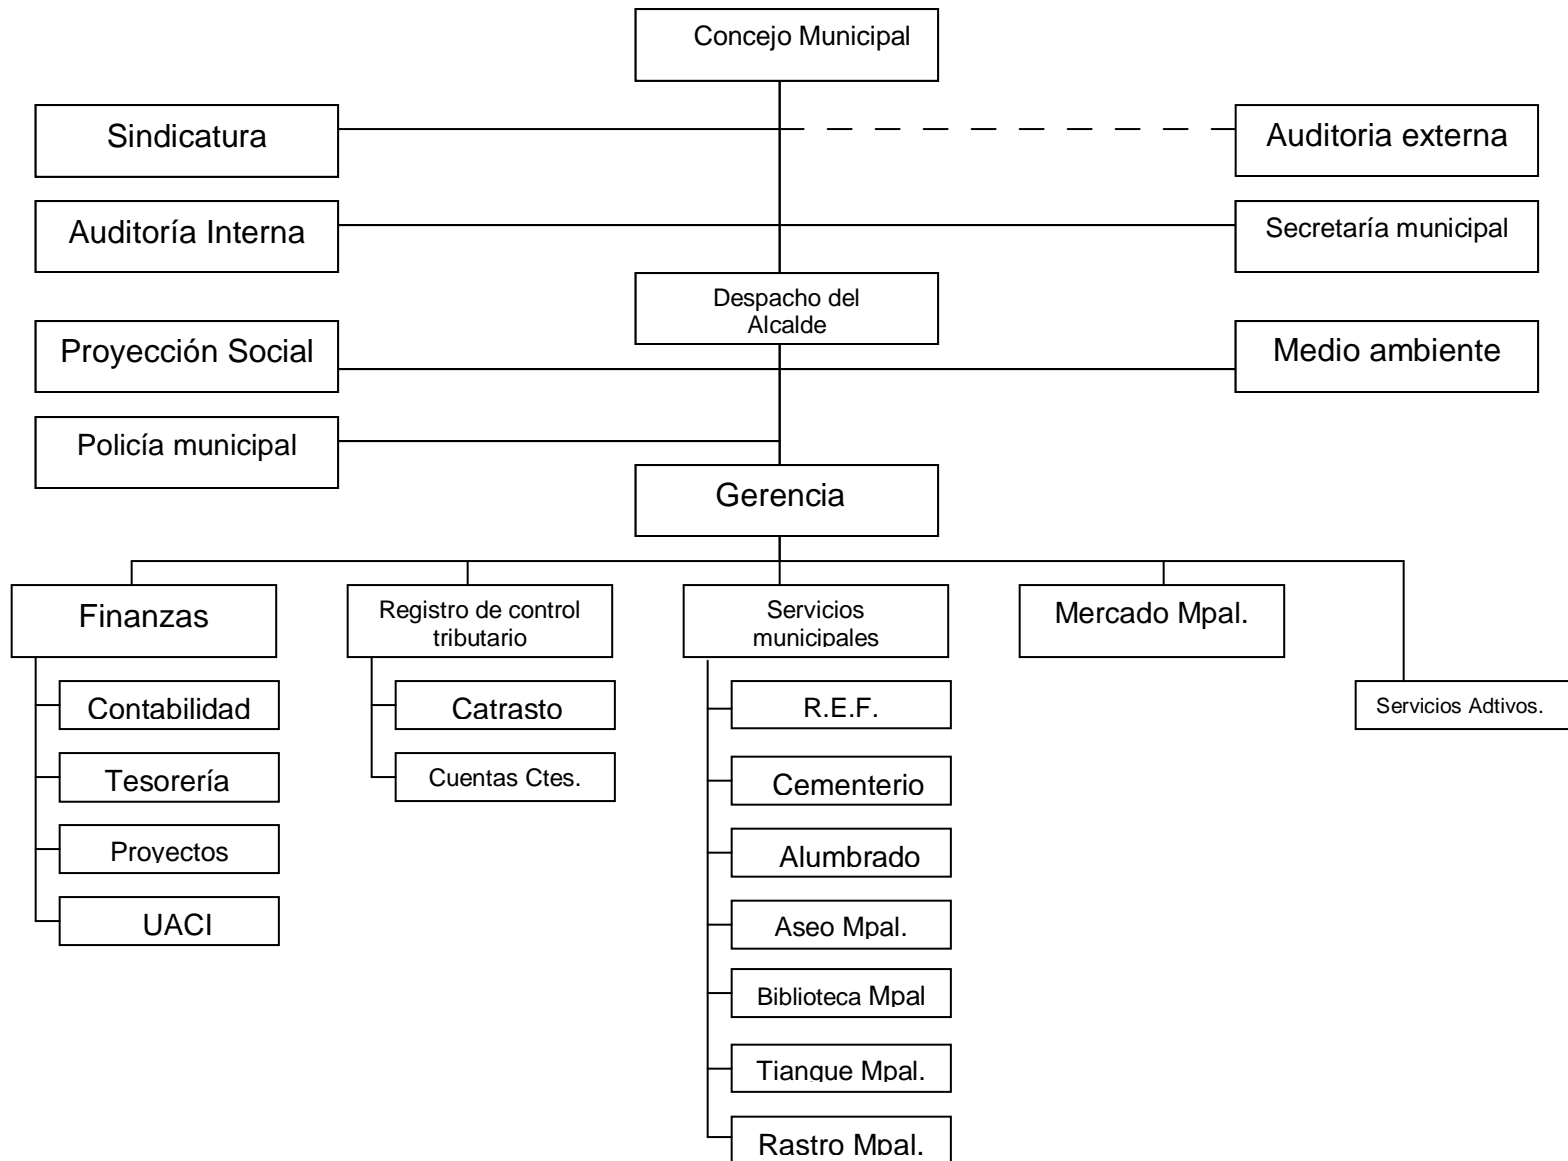 Concejo Municipal
Sindicatura
Auditoria externa
Auditoría Interna
Secretaría municipal
Despacho del
Alcalde
Proyección Social
Medio ambiente
Policía municipal
Gerencia
Finanzas
Registro de control
tributario
Servicios
municipales
Mercado Mpal.
Contabilidad
Catrasto
R.E.F.
Servicios Adtivos.
Tesorería
Cuentas Ctes.
Cementerio
Proyectos
Alumbrado
UACI
Aseo Mpal.
Biblioteca Mpal
Tiangue Mpal.
Rastro Mpal.